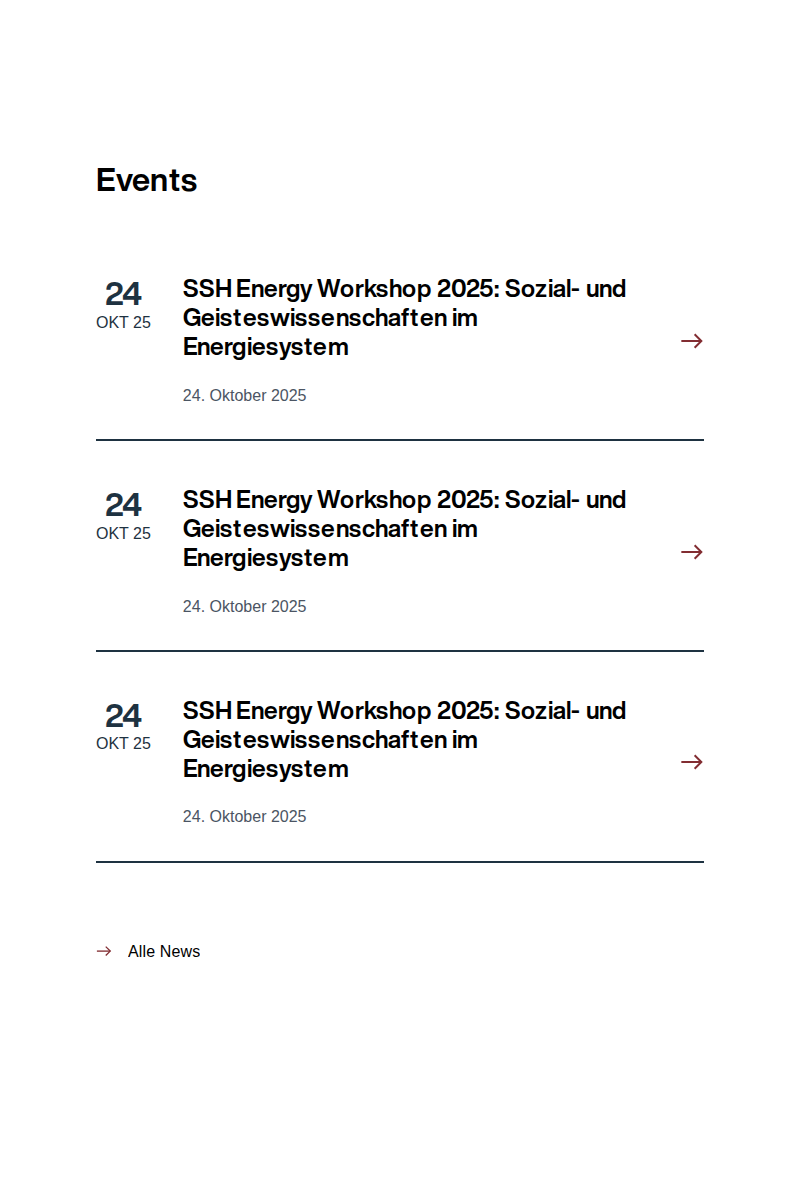 Events
24
OKT 25
SSH Energy Workshop 2025: Sozial- und
Geisteswissenschaften im
Energiesystem
24. Oktober 2025
24
OKT 25
SSH Energy Workshop 2025: Sozial- und
Geisteswissenschaften im
Energiesystem
24. Oktober 2025
24
OKT 25
SSH Energy Workshop 2025: Sozial- und
Geisteswissenschaften im
Energiesystem
24. Oktober 2025
Alle News